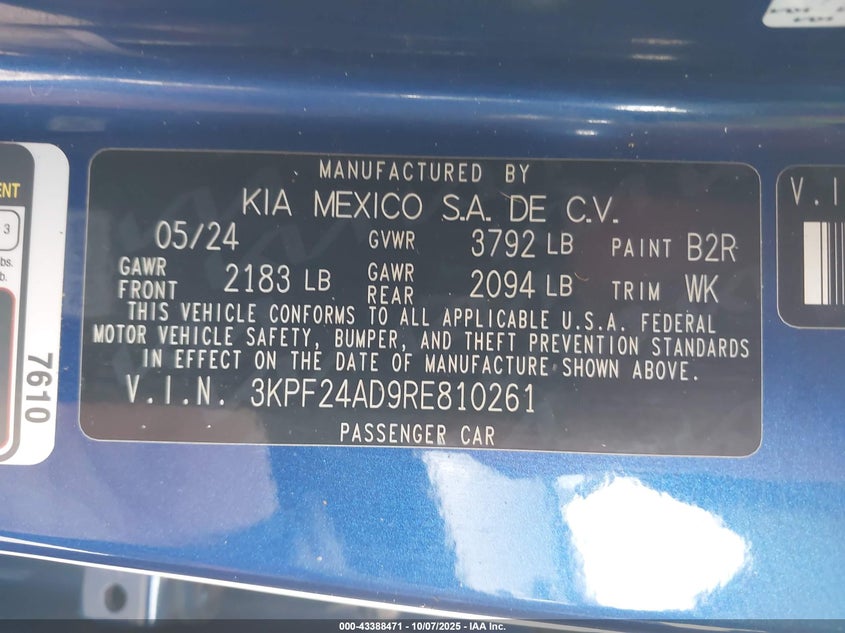 MANUFACTURED BY
KIA MEXICO S.A. DE C.V.
05/24 GVWR 3792 LB PAINT B2R
GAWR FRONT 2183 LB GAWR REAR 2094 LB TRIM WK
THIS VEHICLE CONFORMS TO ALL APPLICABLE U.S.A. FEDERAL
MOTOR VEHICLE SAFETY, BUMPER, AND THEFT PREVENTION STANDARDS
IN EFFECT ON THE DATE OF MANUFACTURE SHOWN ABOVE.
V.I.N. 3KPF24AD9RE810261
PASSENGER CAR
ENT
3
bs.
b.
7610
V.I
000-43388471 - 10/07/2025 - IAA Inc.